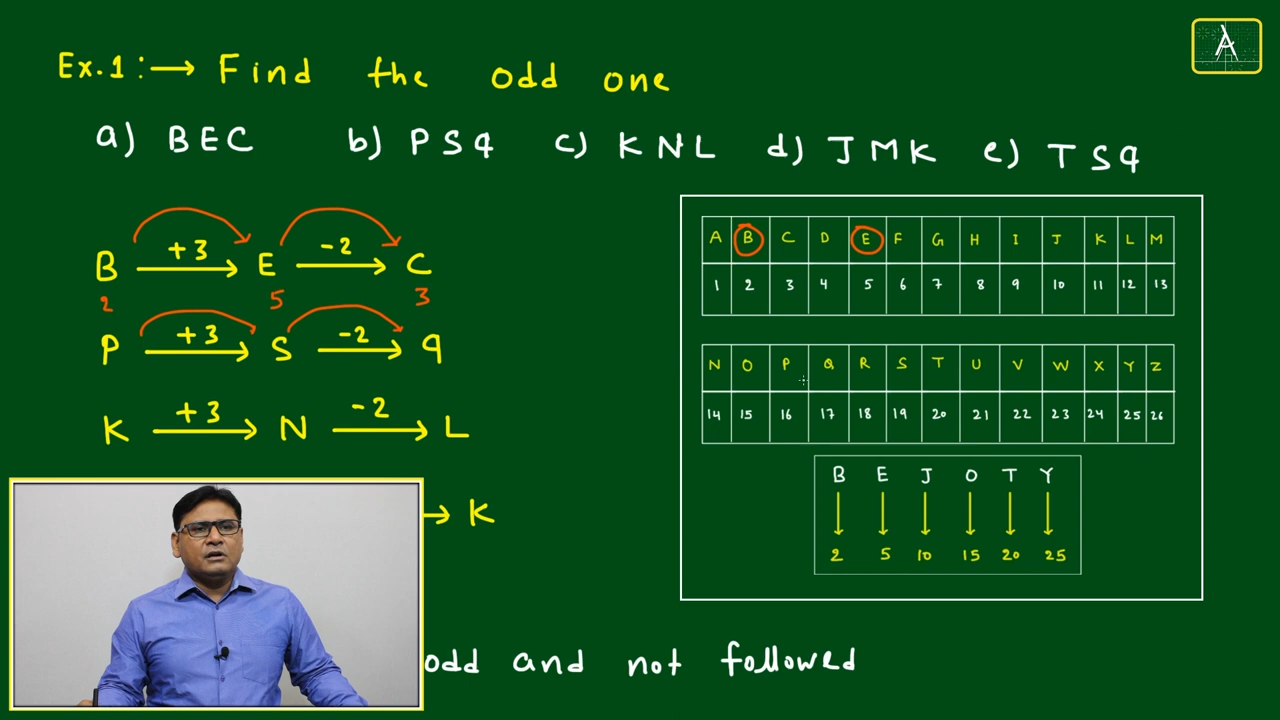 Ex.1:→ Find the odd one
a) BEC b) PSq c) KNL d) JMK e) TSq
B +3 → E -2 → C
2 5 3
P +3 → S -2 → q
K +3 → N -2 → L
→ K
odd and not followed
A B C D E F G H I J K L M
1 2 3 4 5 6 7 8 9 10 11 12 13
N O P Q R S T U V W X Y Z
14 15 16 17 18 19 20 21 22 23 24 25 26
B E J O T Y
2 5 10 15 20 25
A